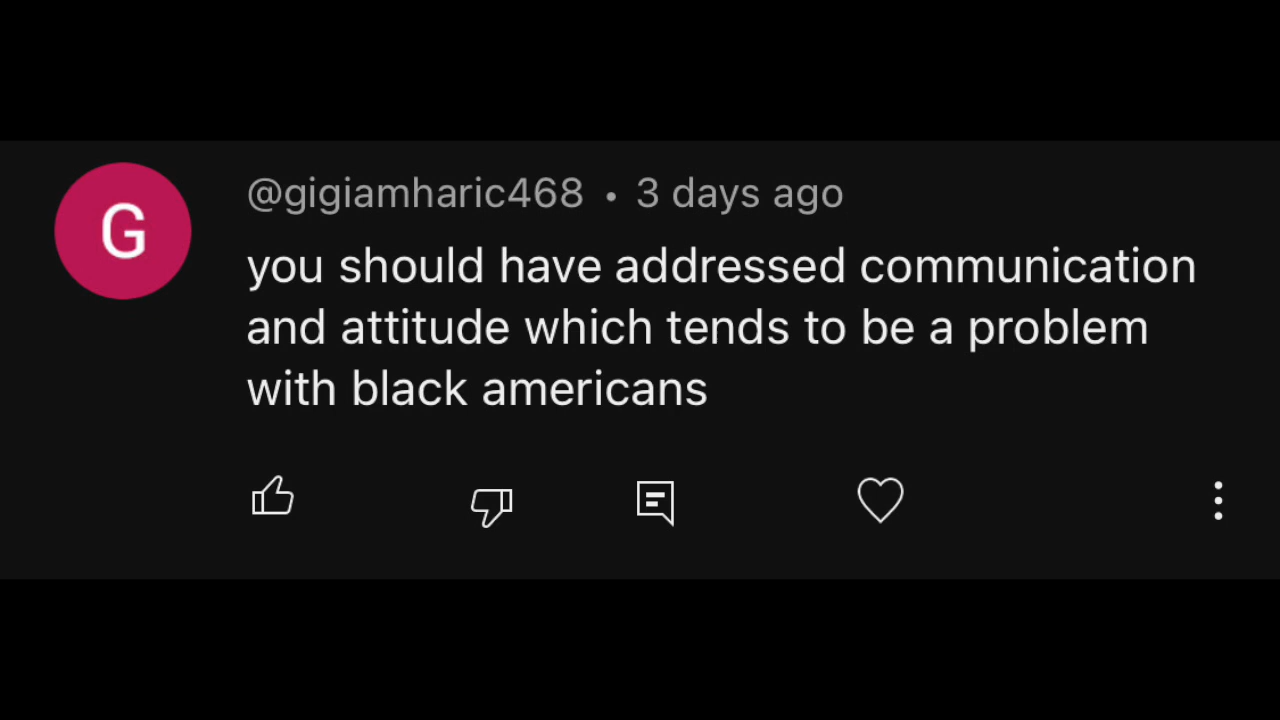 G
@gigiamharic468 • 3 days ago
you should have addressed communication
and attitude which tends to be a problem
with black americans